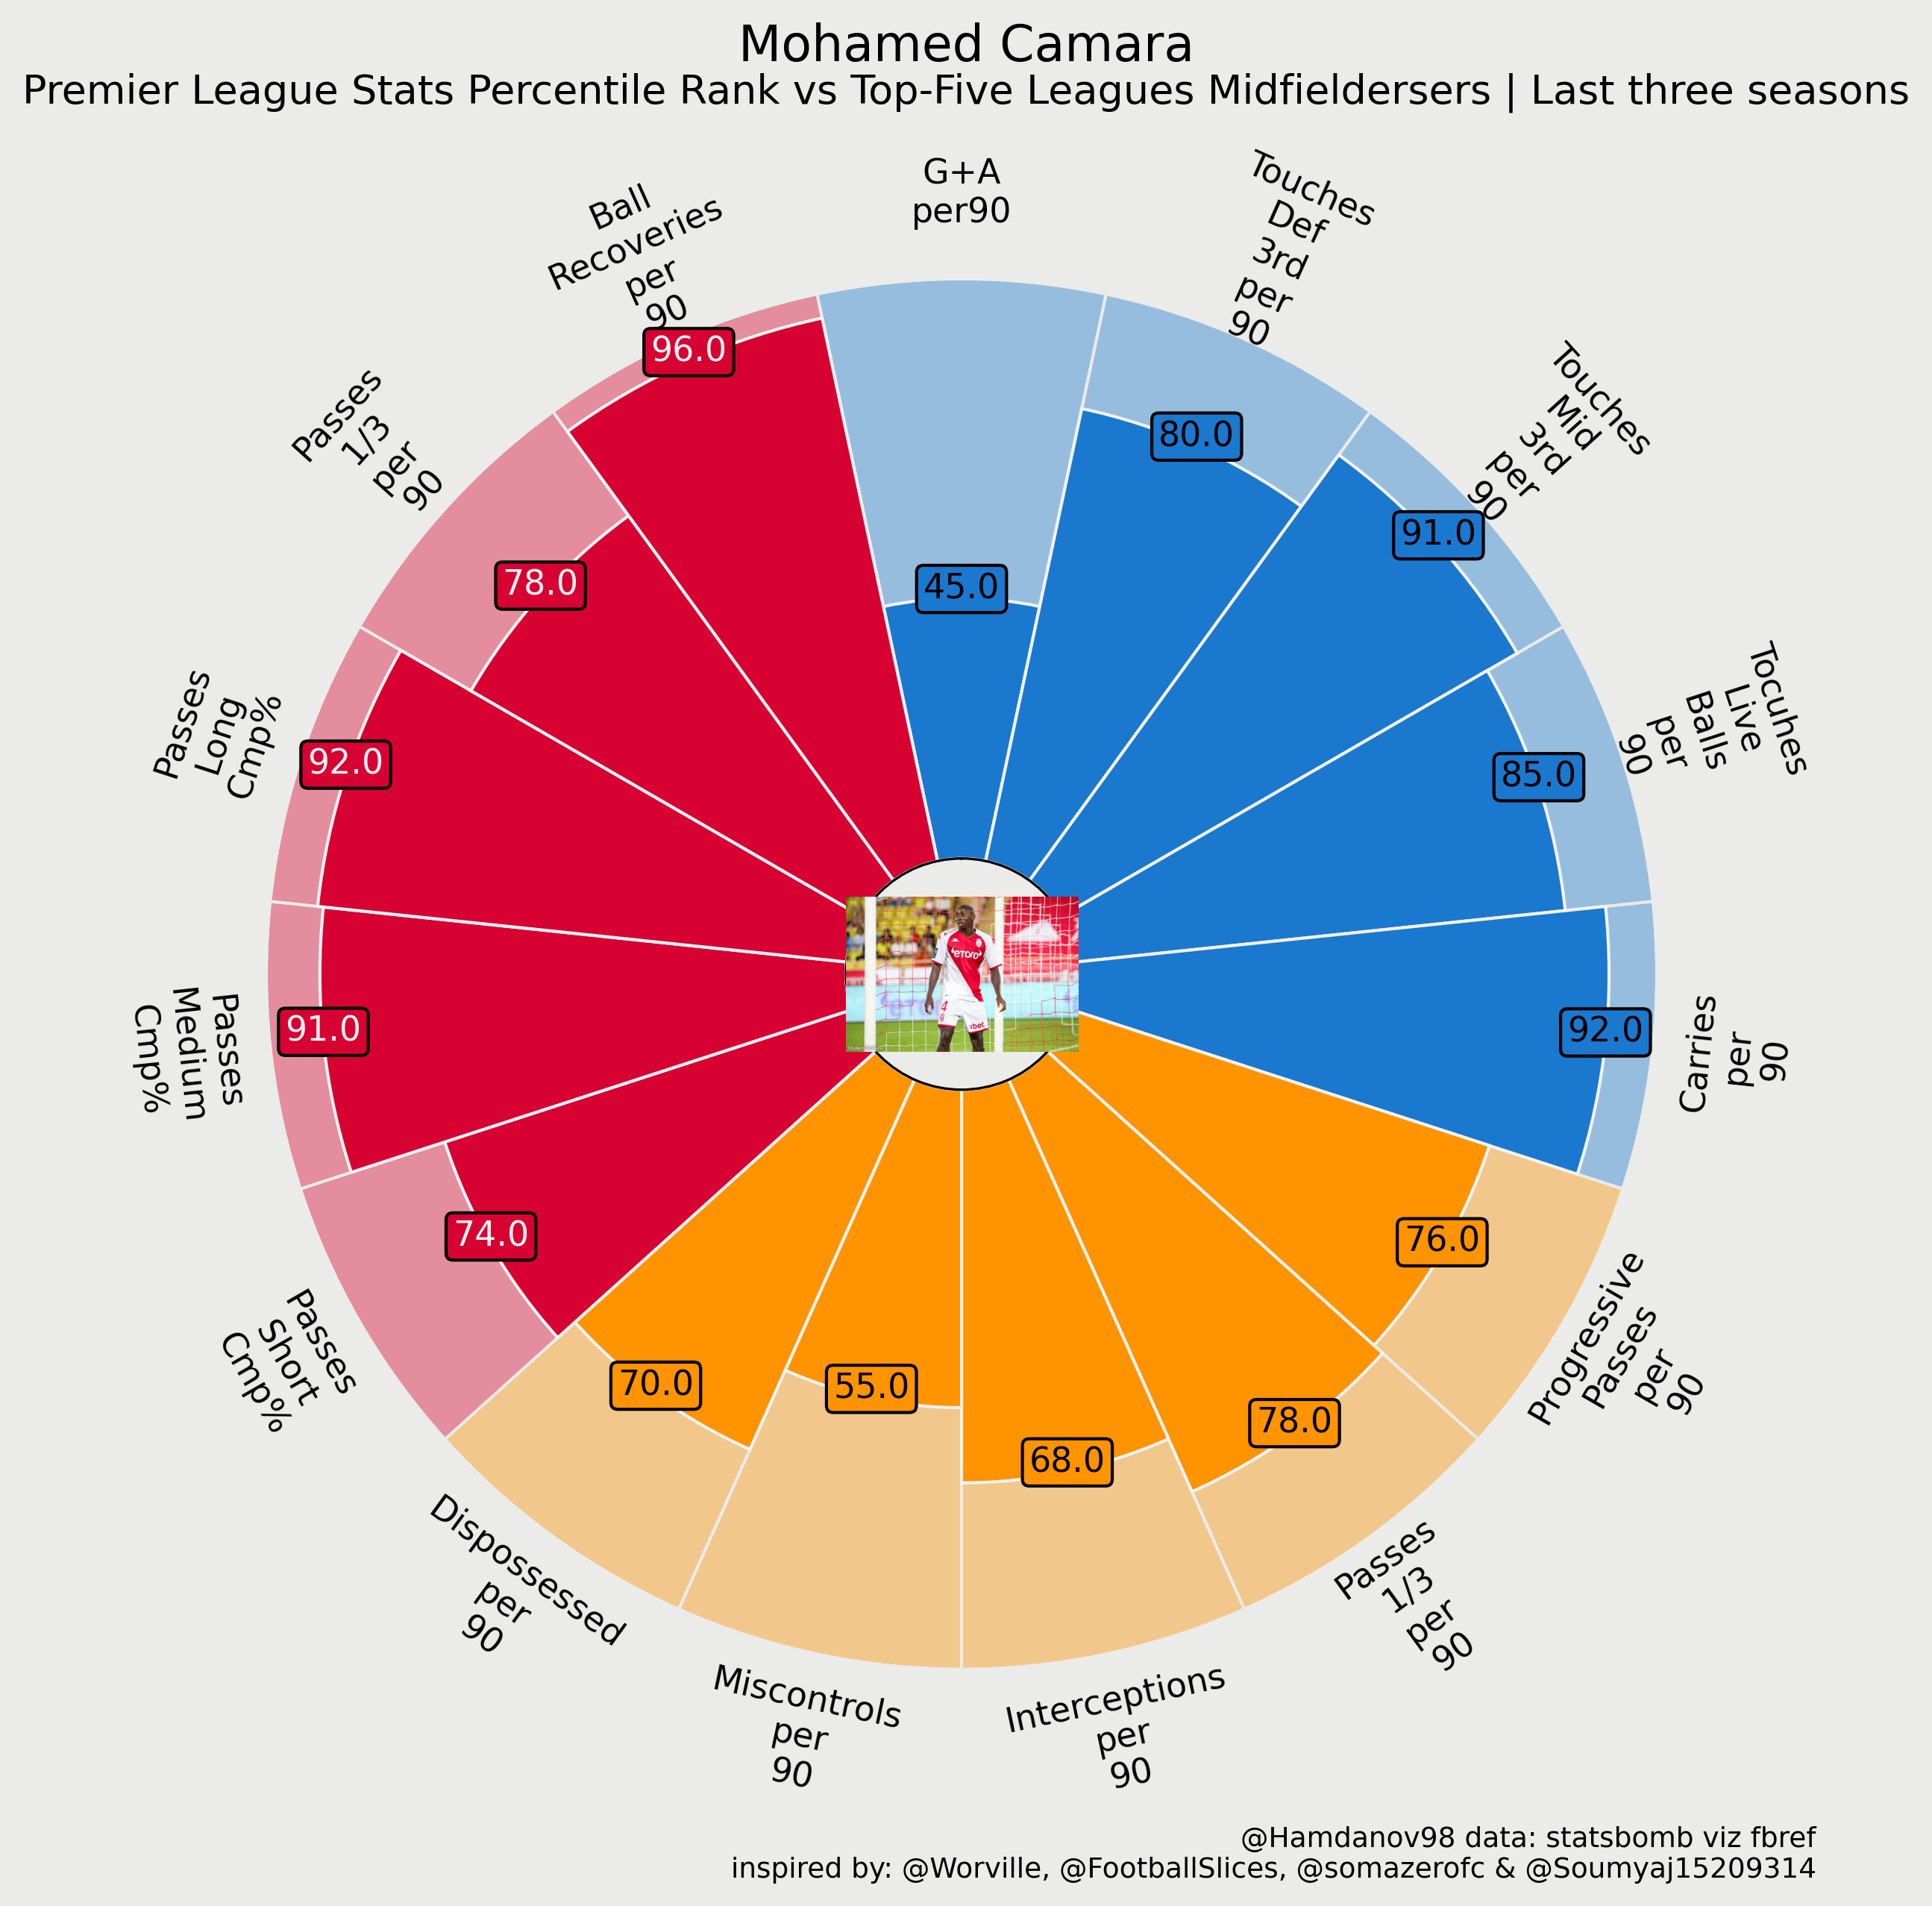 Mohamed Camara
Premier League Stats Percentile Rank vs Top-Five Leagues Midfieldersers | Last three seasons
G+A
per90
45.0
Touches
Def
3rd
per
90
80.0
Touches
Mid
3rd
per
90
91.0
Tocuhes
Live
Balls
per
90
85.0
Carries
per
90
92.0
Progressive
Passes
per
90
76.0
Passes
1/3
per
90
78.0
Interceptions
per
90
68.0
Miscontrols
per
90
55.0
Dispossessed
per
90
70.0
Passes
Short
Cmp%
74.0
Passes
Medium
Cmp%
91.0
Passes
Long
Cmp%
92.0
Passes
1/3
per
90
78.0
Ball
Recoveries
per
90
96.0
eToro
vbet
@Hamdanov98 data: statsbomb viz fbref
inspired by: @Worville, @FootballSlices, @somazerofc & @Soumyaj15209314